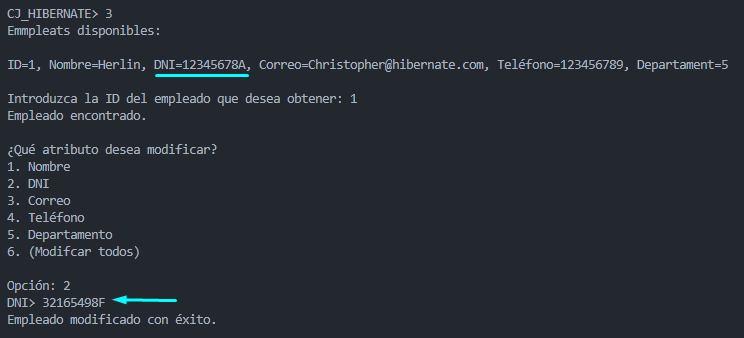 CJ_HIBERNATE> 3
Emmpleats disponibles:
ID=1, Nombre=Herlin, DNI=12345678A, Correo=Christopher@hibernate.com, Teléfono=123456789, Departament=5
Introduzca la ID del empleado que desea obtener: 1
Empleado encontrado.
¿Qué atributo desea modificar?
1. Nombre
2. DNI
3. Correo
4. Teléfono
5. Departamento
6. (Modifcar todos)
Opción: 2
DNI> 32165498F
Empleado modificado con éxito.